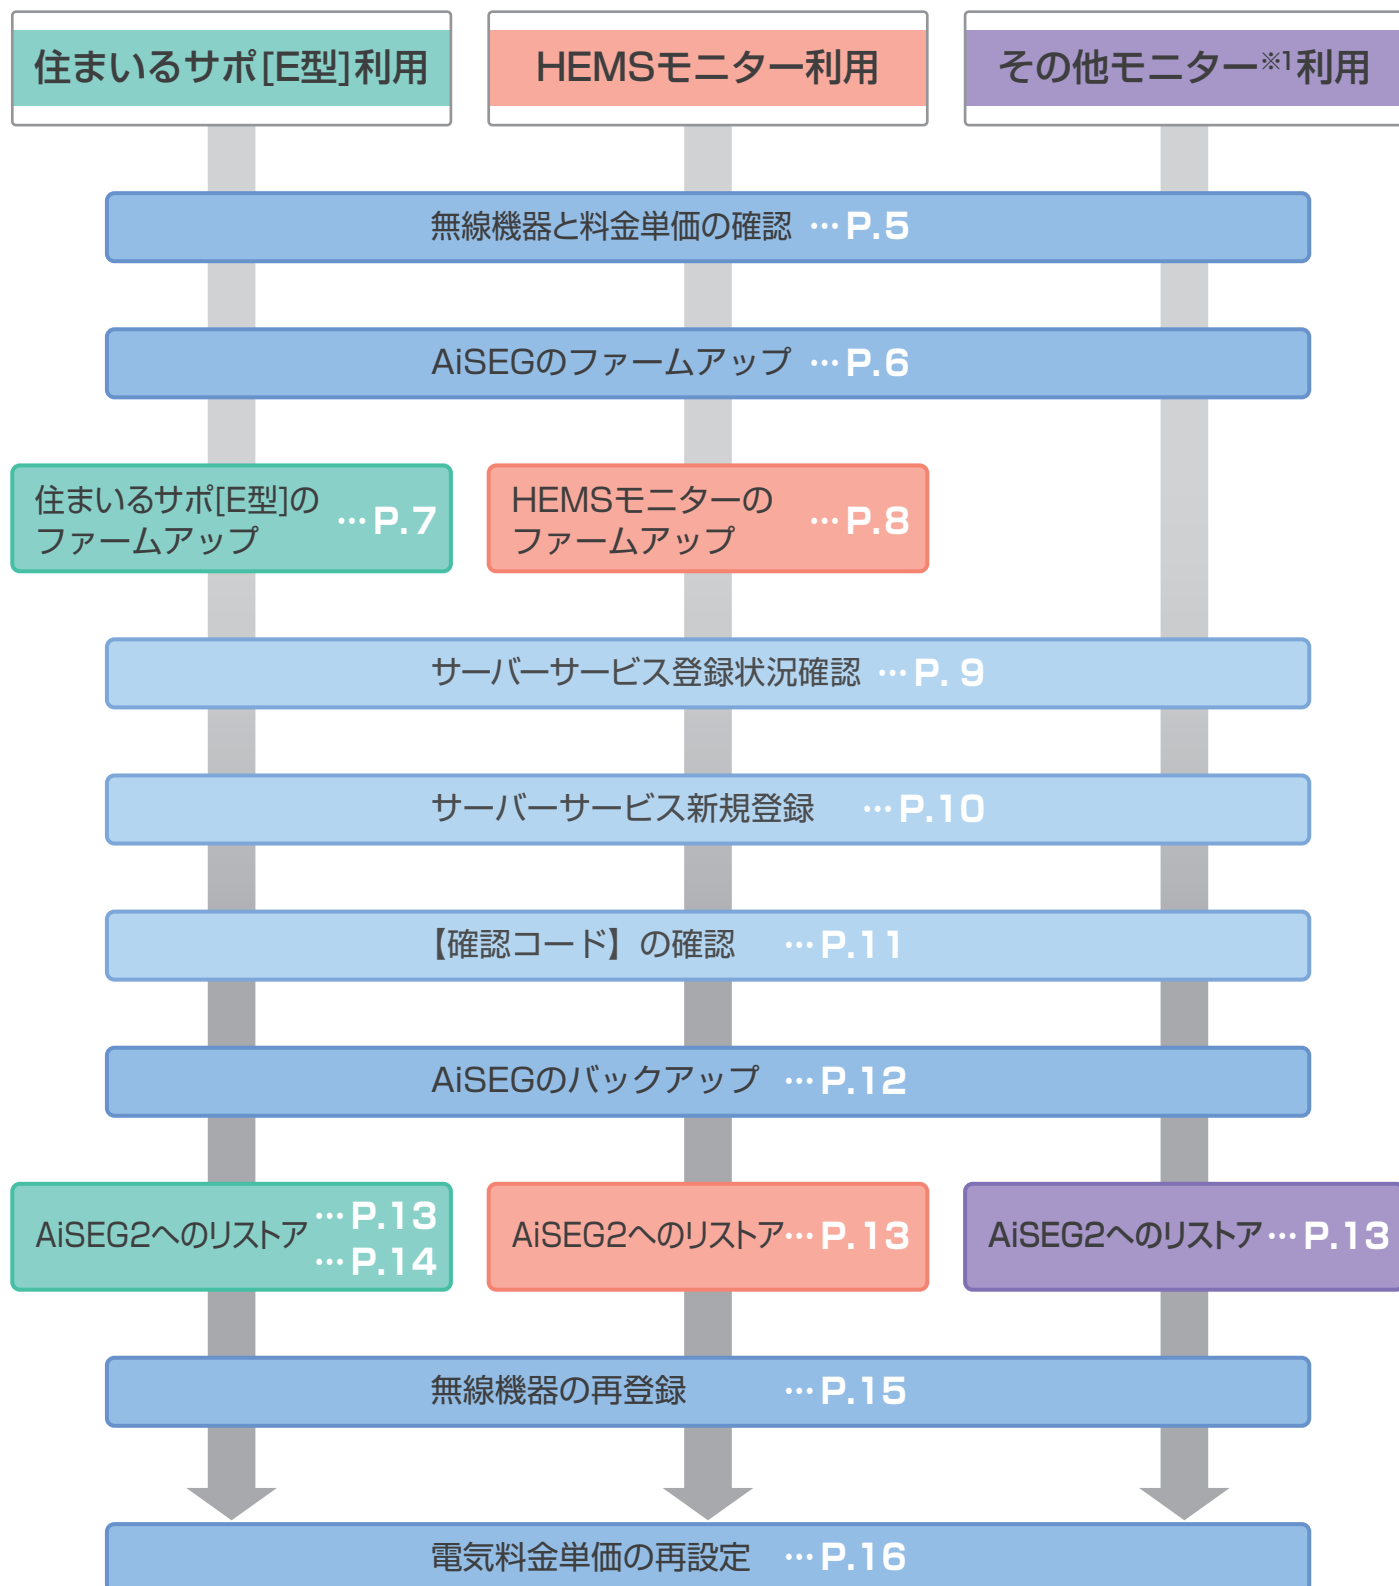 住まいるサポ[E型]利用
HEMSモニター利用
その他モニター※1利用
無線機器と料金単価の確認 …P.5
AiSEGのファームアップ …P.6
住まいるサポ[E型]の
ファームアップ …P.7
HEMSモニターの
ファームアップ …P.8
サーバーサービス登録状況確認 …P. 9
サーバーサービス新規登録 …P.10
【確認コード】の確認 …P.11
AiSEGのバックアップ …P.12
AiSEG2へのリストア …P.13
…P.14
AiSEG2へのリストア…P.13
AiSEG2へのリストア…P.13
無線機器の再登録 …P.15
電気料金単価の再設定 …P.16